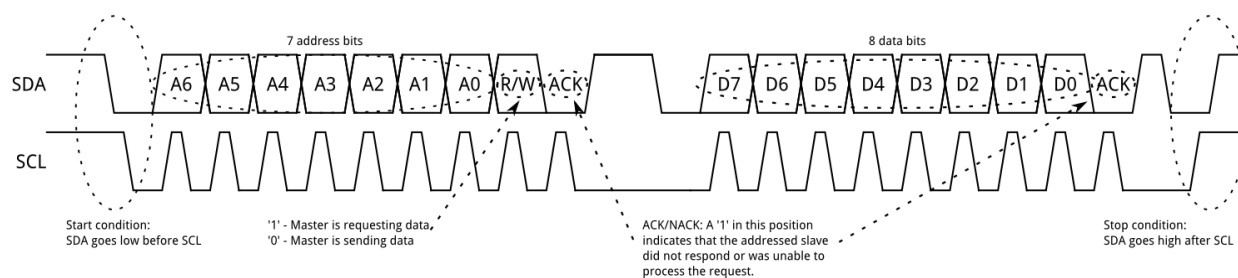 7 address bits
8 data bits
SDA
A6 A5 A4 A3 A2 A1 A0 R/W ACK
D7 D6 D5 D4 D3 D2 D1 D0 ACK
SCL
Start condition:
SDA goes low before SCL
'1' - Master is requesting data
'0' - Master is sending data
ACK/NACK: A '1' in this position
indicates that the addressed slave
did not respond or was unable to
process the request.
Stop condition:
SDA goes high after SCL